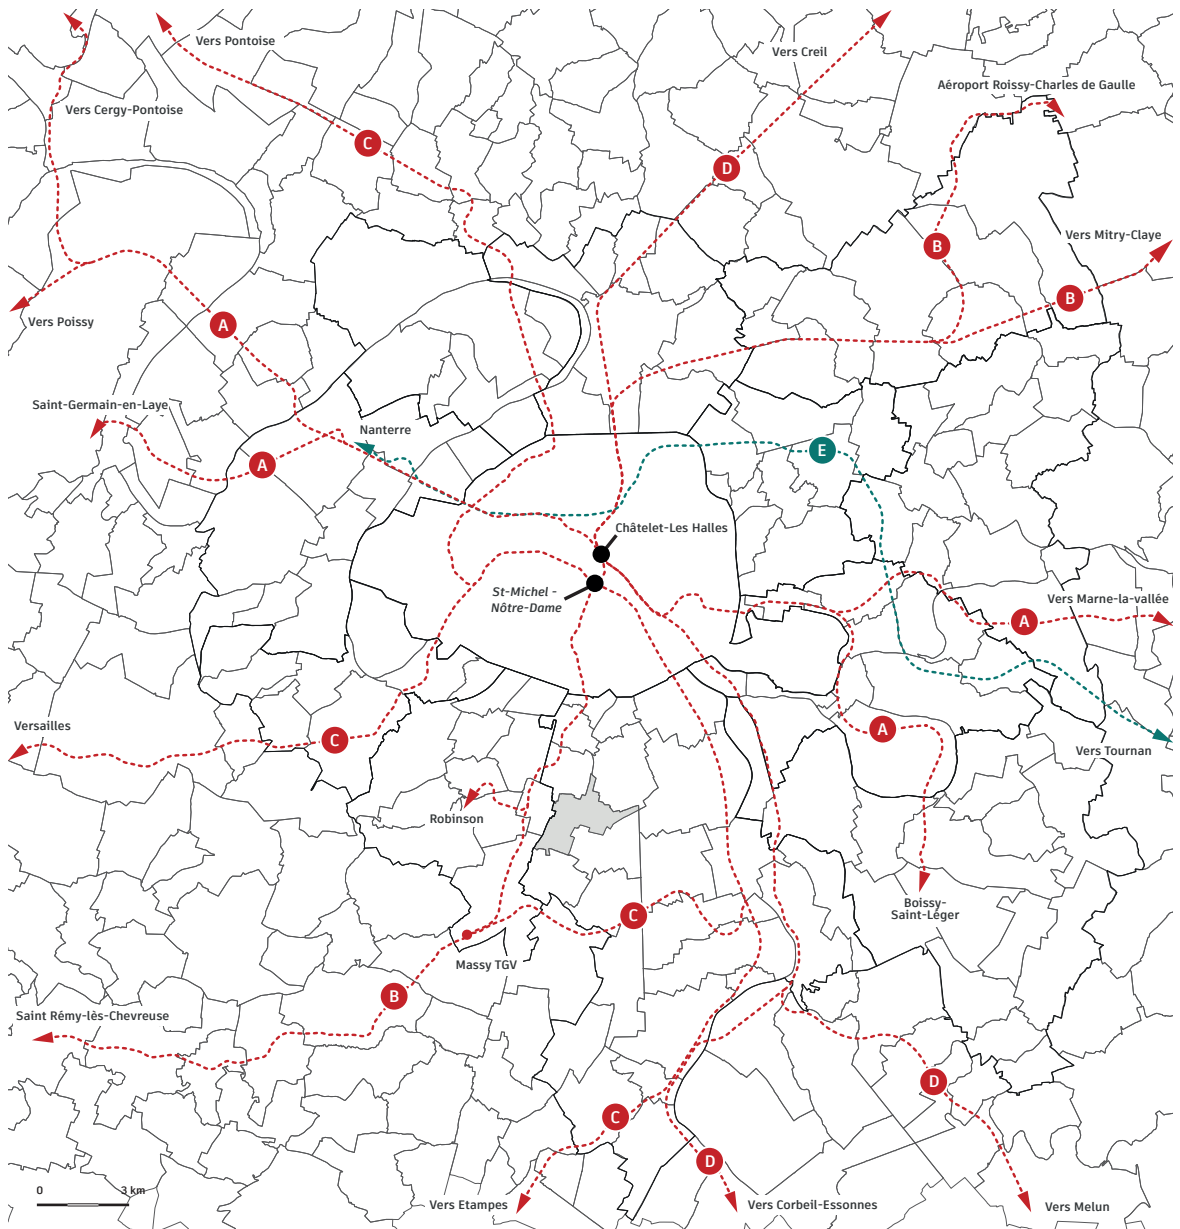 Vers Pontoise
Vers Creil
Aéroport Roissy-Charles de Gaulle
Vers Cergy-Pontoise
C
D
Vers Mitry-Claye
B
B
Vers Poissy
A
Saint-Germain-en-Laye
Nanterre
E
A
Châtelet-Les Halles
St-Michel -
Nôtre-Dame
Vers Marne-la-vallée
A
Versailles
C
A
Vers Tournan
Robinson
Boissy-
Saint-Léger
C
Massy TGV
B
Saint Rémy-lès-Chevreuse
D
C
D
0 3 km
Vers Etampes
Vers Corbeil-Essonnes
Vers Melun